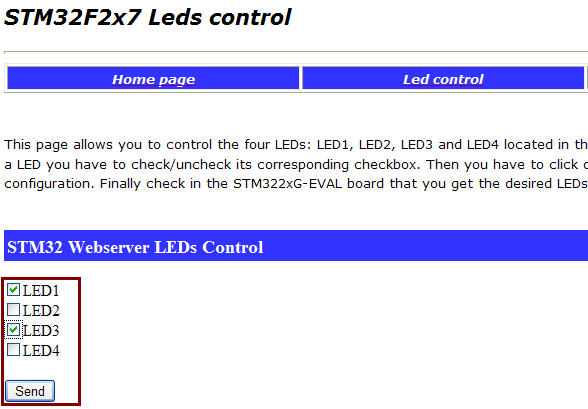 STM32F2x7 Leds control
Home page Led control
This page allows you to control the four LEDs: LED1, LED2, LED3 and LED4 located in th
a LED you have to check/uncheck its corresponding checkbox. Then you have to click
configuration. Finally check in the STM322xG-EVAL board that you get the desired LEDs
STM32 Webserver LEDs Control
LED1
LED2
LED3
LED4
Send